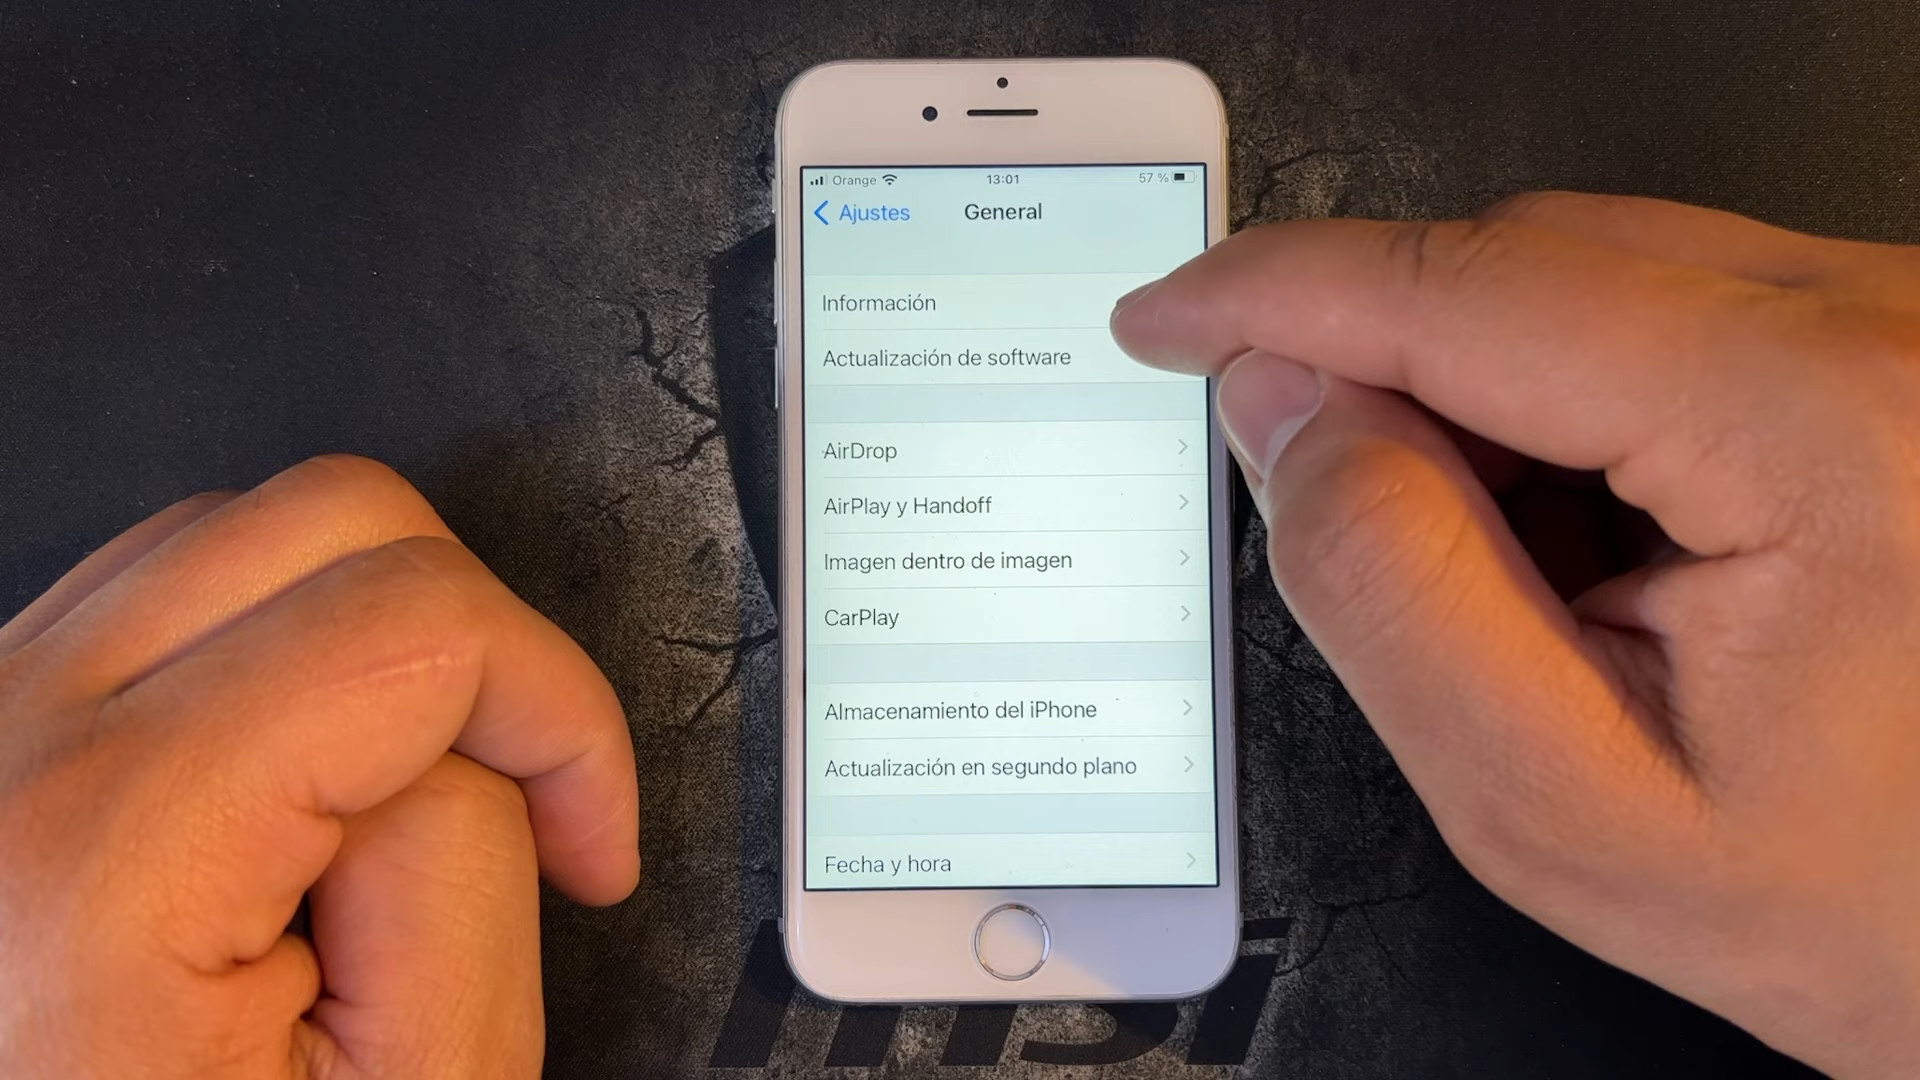 Orange 13:01 57 %
Ajustes General
Información
Actualización de software
AirDrop
AirPlay y Handoff
Imagen dentro de imagen
CarPlay
Almacenamiento del iPhone
Actualización en segundo plano
Fecha y hora
msi